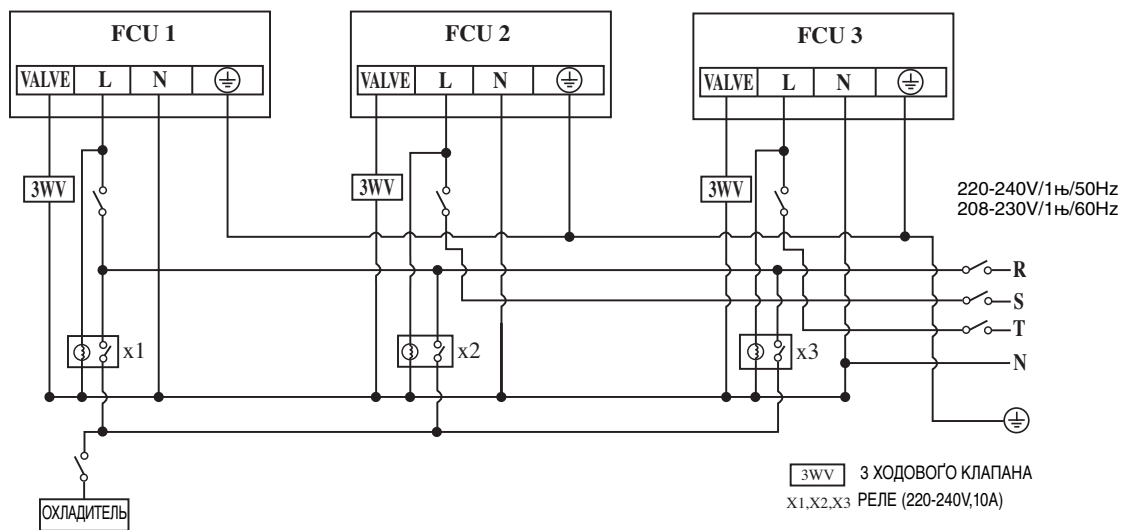 FCU 1
FCU 2
FCU 3
VALVE L N
VALVE L N
VALVE L N
3WV
3WV
3WV
220-240V/1њ/50Hz
208-230V/1њ/60Hz
R
S
T
N
x1
x2
x3
ОХЛАДИТЕЛЬ
3WV 3 ХОДОВОҐО КЛАПАНА
X1,X2,X3 РЕЛЕ (220-240V,10A)